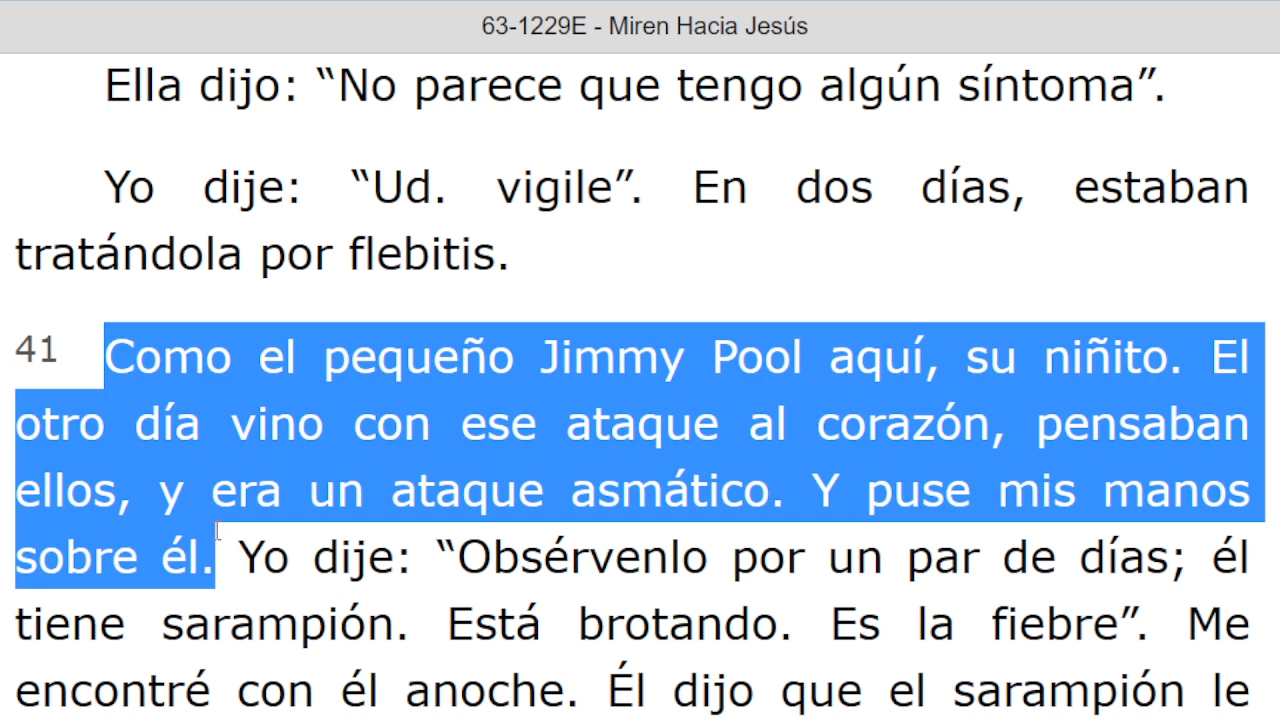 63-1229E - Miren Hacia Jesús
Ella dijo: “No parece que tengo algún síntoma”.
Yo dije: “Ud. vigile”. En dos días, estaban
tratándola por flebitis.
41 Como el pequeño Jimmy Pool aquí, su niñito. El
otro día vino con ese ataque al corazón, pensaban
ellos, y era un ataque asmático. Y puse mis manos
sobre él. Yo dije: “Obsérvenlo por un par de días; él
tiene sarampión. Está brotando. Es la fiebre”. Me
encontré con él anoche. Él dijo que el sarampión le